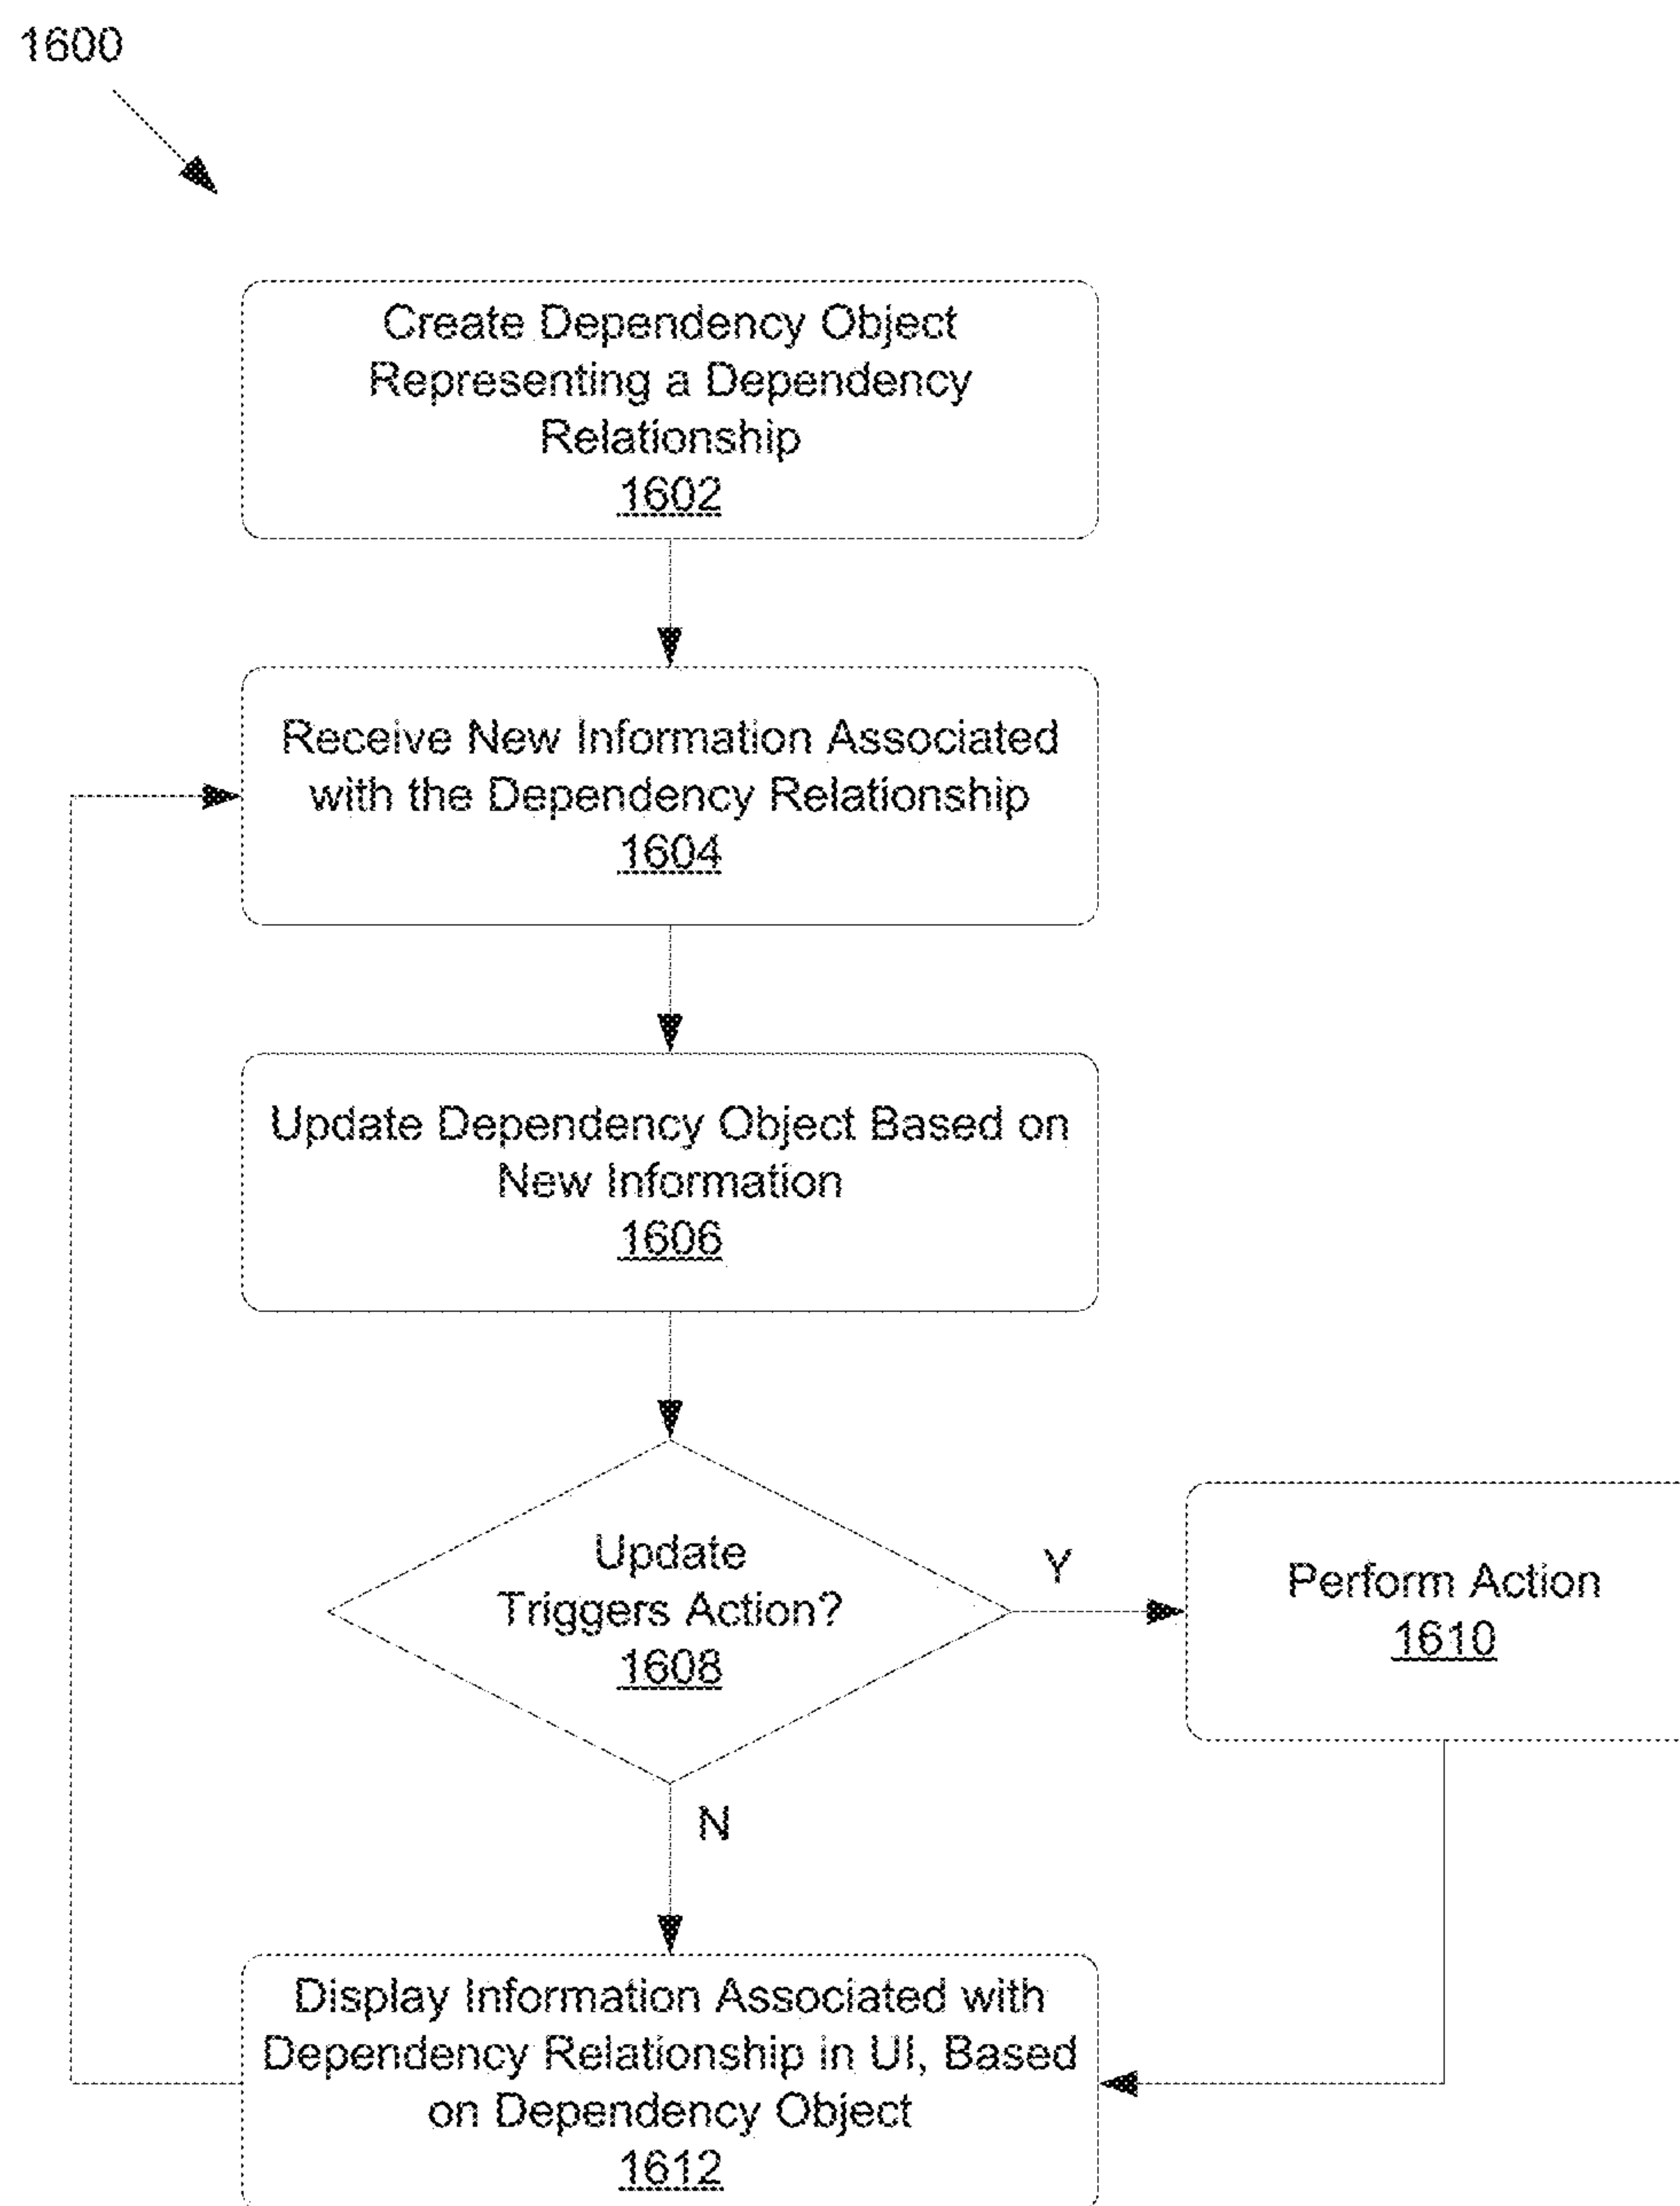 1600
Create Dependency Object
Representing a Dependency
Relationship
1602
Receive New Information Associated
with the Dependency Relationship
1604
Update Dependency Object Based on
New Information
1606
Update
Triggers Action?
1608
Y
Perform Action
1610
N
Display Information Associated with
Dependency Relationship in UI, Based
on Dependency Object
1612